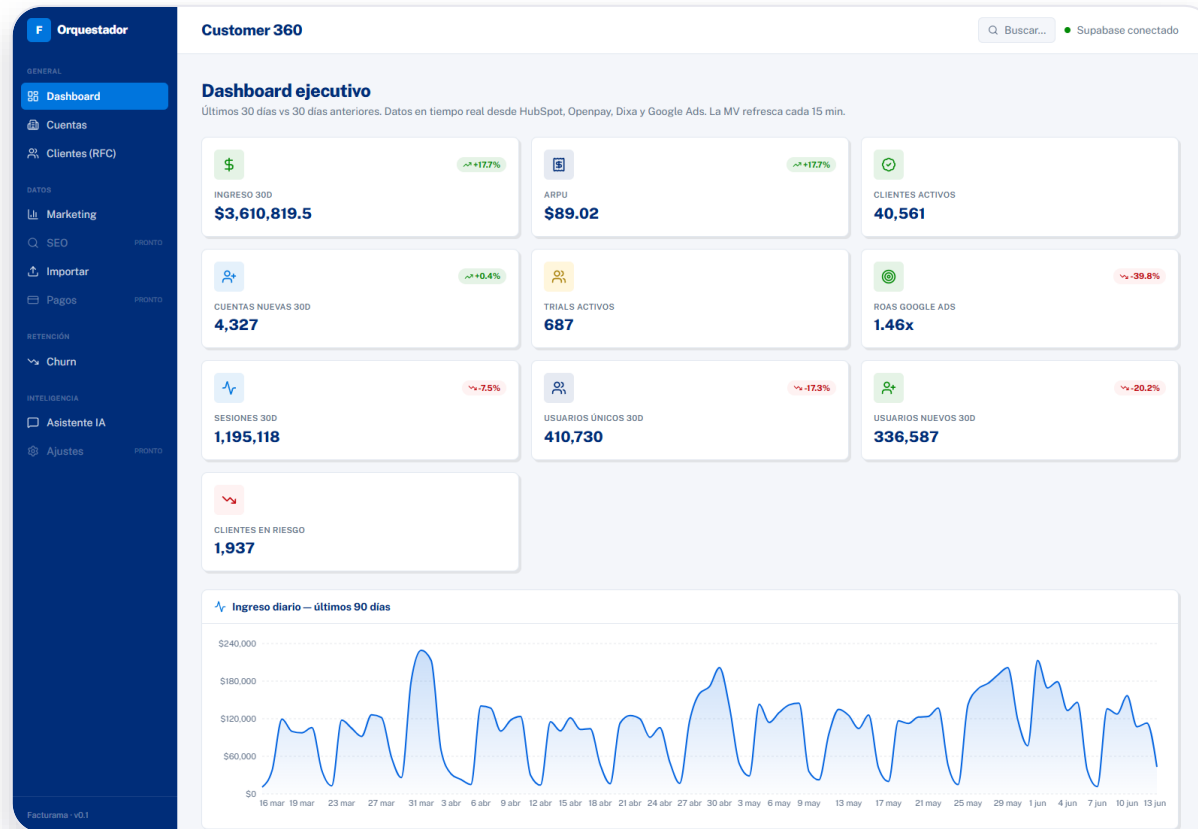 F Orquestador
GENERAL
Dashboard
Cuentas
Clientes (RFC)
DATOS
Marketing
SEO PRONTO
Importar
Pagos PRONTO
RETENCIÓN
Churn
INTELIGENCIA
Asistente IA
Ajustes PRONTO
Facturama · v0.1
Customer 360
Buscar...
Supabase conectado
Dashboard ejecutivo
Últimos 30 días vs 30 días anteriores. Datos en tiempo real desde HubSpot, Openpay, Dixa y Google Ads. La MV refresca cada 15 min.
+17.7%
INGRESO 30D
$3,610,819.5
+17.7%
ARPU
$89.02
CLIENTES ACTIVOS
40,561
+0.4%
CUENTAS NUEVAS 30D
4,327
TRIALS ACTIVOS
687
-39.8%
ROAS GOOGLE ADS
1.46x
-7.5%
SESIONES 30D
1,195,118
-17.3%
USUARIOS ÚNICOS 30D
410,730
-20.2%
USUARIOS NUEVOS 30D
336,587
CLIENTES EN RIESGO
1,937
Ingreso diario — últimos 90 días
$240,000
$180,000
$120,000
$60,000
$0
16 mar 19 mar 23 mar 27 mar 31 mar 3 abr 6 abr 9 abr 12 abr 15 abr 18 abr 21 abr 24 abr 27 abr 30 abr 3 may 6 may 9 may 13 may 17 may 21 may 25 may 29 may 1 jun 4 jun 7 jun 10 jun 13 jun